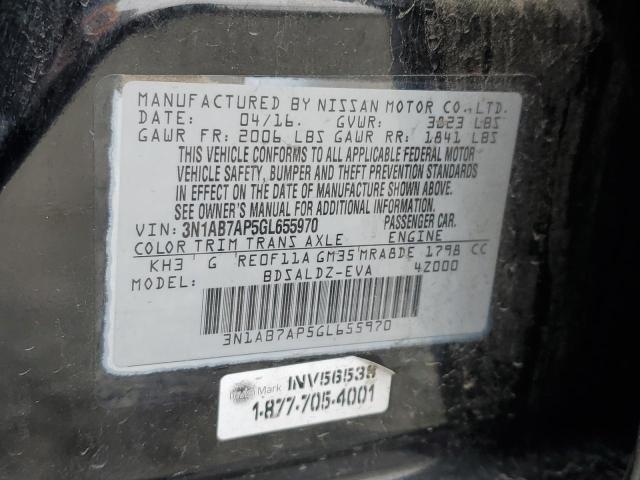 MANUFACTURED BY NISSAN MOTOR CO.,LTD.
DATE: 04/16. GVWR: 3823 LBS
GAWR FR: 2006 LBS GAWR RR: 1841 LBS
THIS VEHICLE CONFORMS TO ALL APPLICABLE FEDERAL MOTOR
VEHICLE SAFETY, BUMPER AND THEFT PREVENTION STANDARDS
IN EFFECT ON THE DATE OF MANUFACTURE SHOWN ABOVE.
SEE OWNER'S MANUAL FOR ADDITIONAL INFORMATION.
VIN: 3N1AB7AP5GL655970 PASSENGER CAR.
COLOR TRIM TRANS AXLE ENGINE
KH3 G RE0F11A GM35 MRA8DE 1798 CC
BDSALDZ-EVA 4Z000
3N1AB7AP5GL655970
Mark INV56538
1-877-705-4001